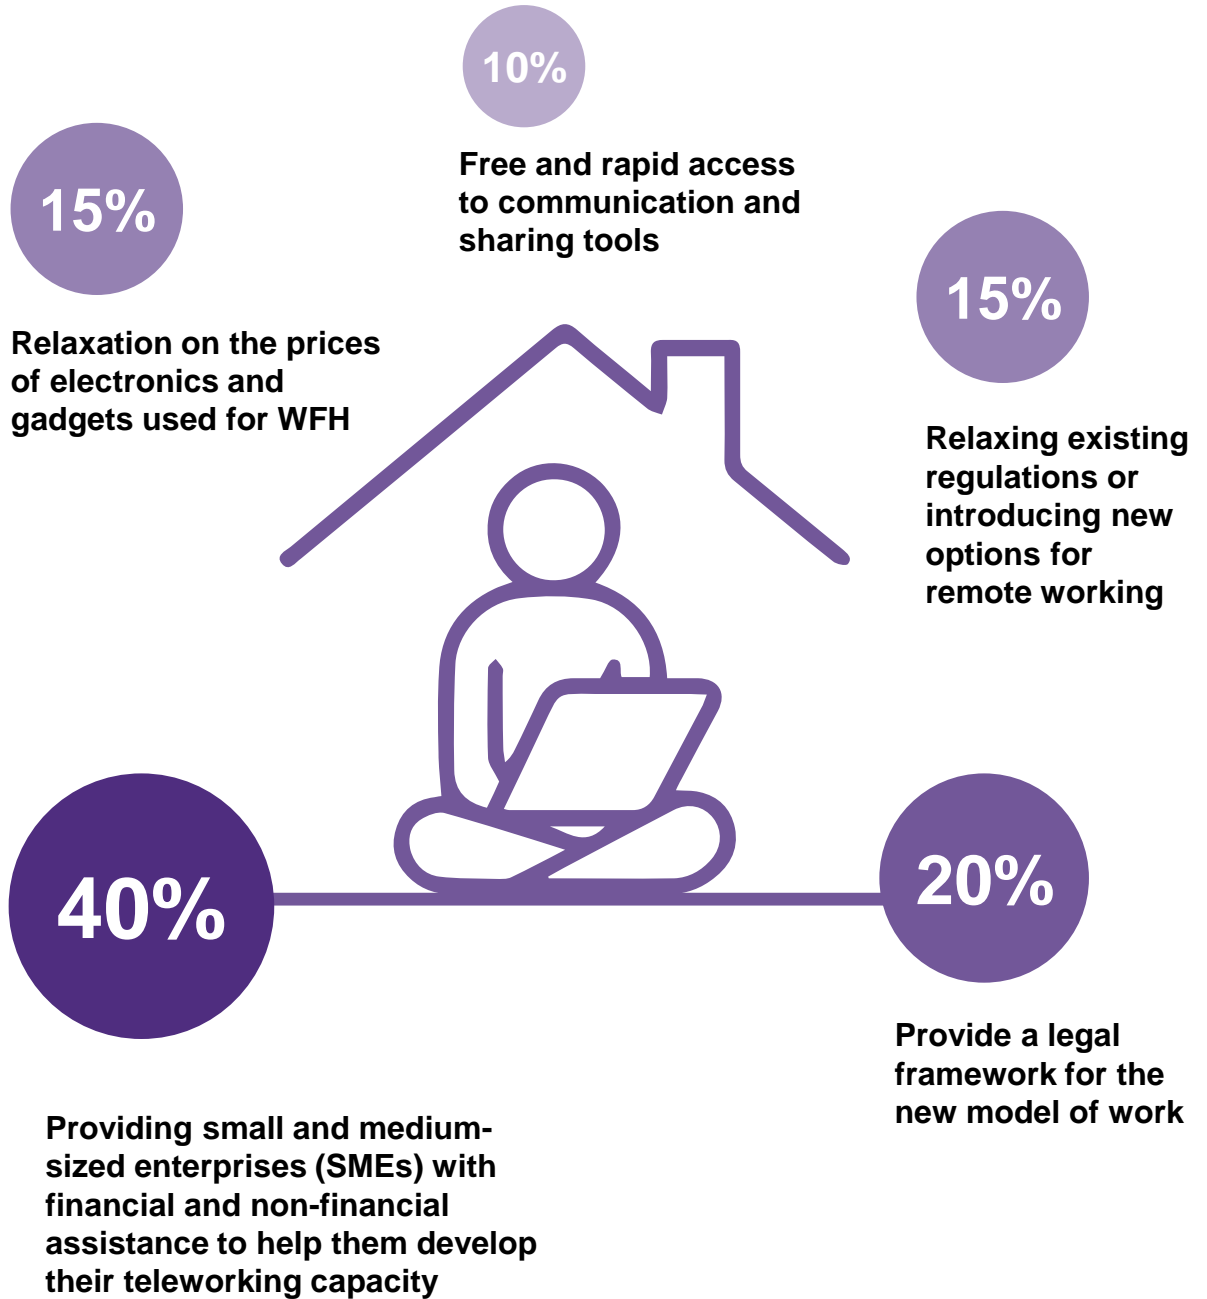 10%
Free and rapid access
to communication and
sharing tools
15%
Relaxation on the prices
of electronics and
gadgets used for WFH
15%
Relaxing existing
regulations or
introducing new
options for
remote working
40%
Providing small and medium-
sized enterprises (SMEs) with
financial and non-financial
assistance to help them develop
their teleworking capacity
20%
Provide a legal
framework for the
new model of work